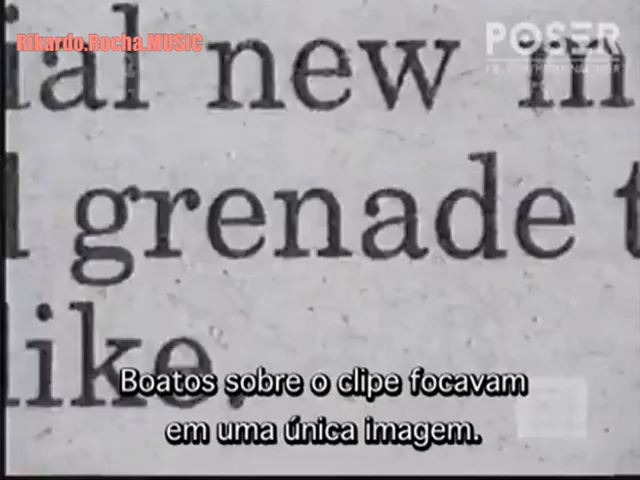 Rikardo.Rocha.MUSIC
POSER
ial new m
l grenade t
like.
Boatos sobre o clipe focavam
em uma única imagem.